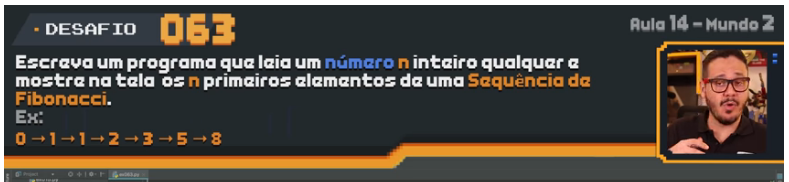 • DESAFIO 063
Aula 14 – Mundo 2
Escreva um programa que leia um número n inteiro qualquer e
mostre na tela os n primeiros elementos de uma Sequência de
Fibonacci.
Ex:
0 → 1 → 1 → 2 → 3 → 5 → 8
Project